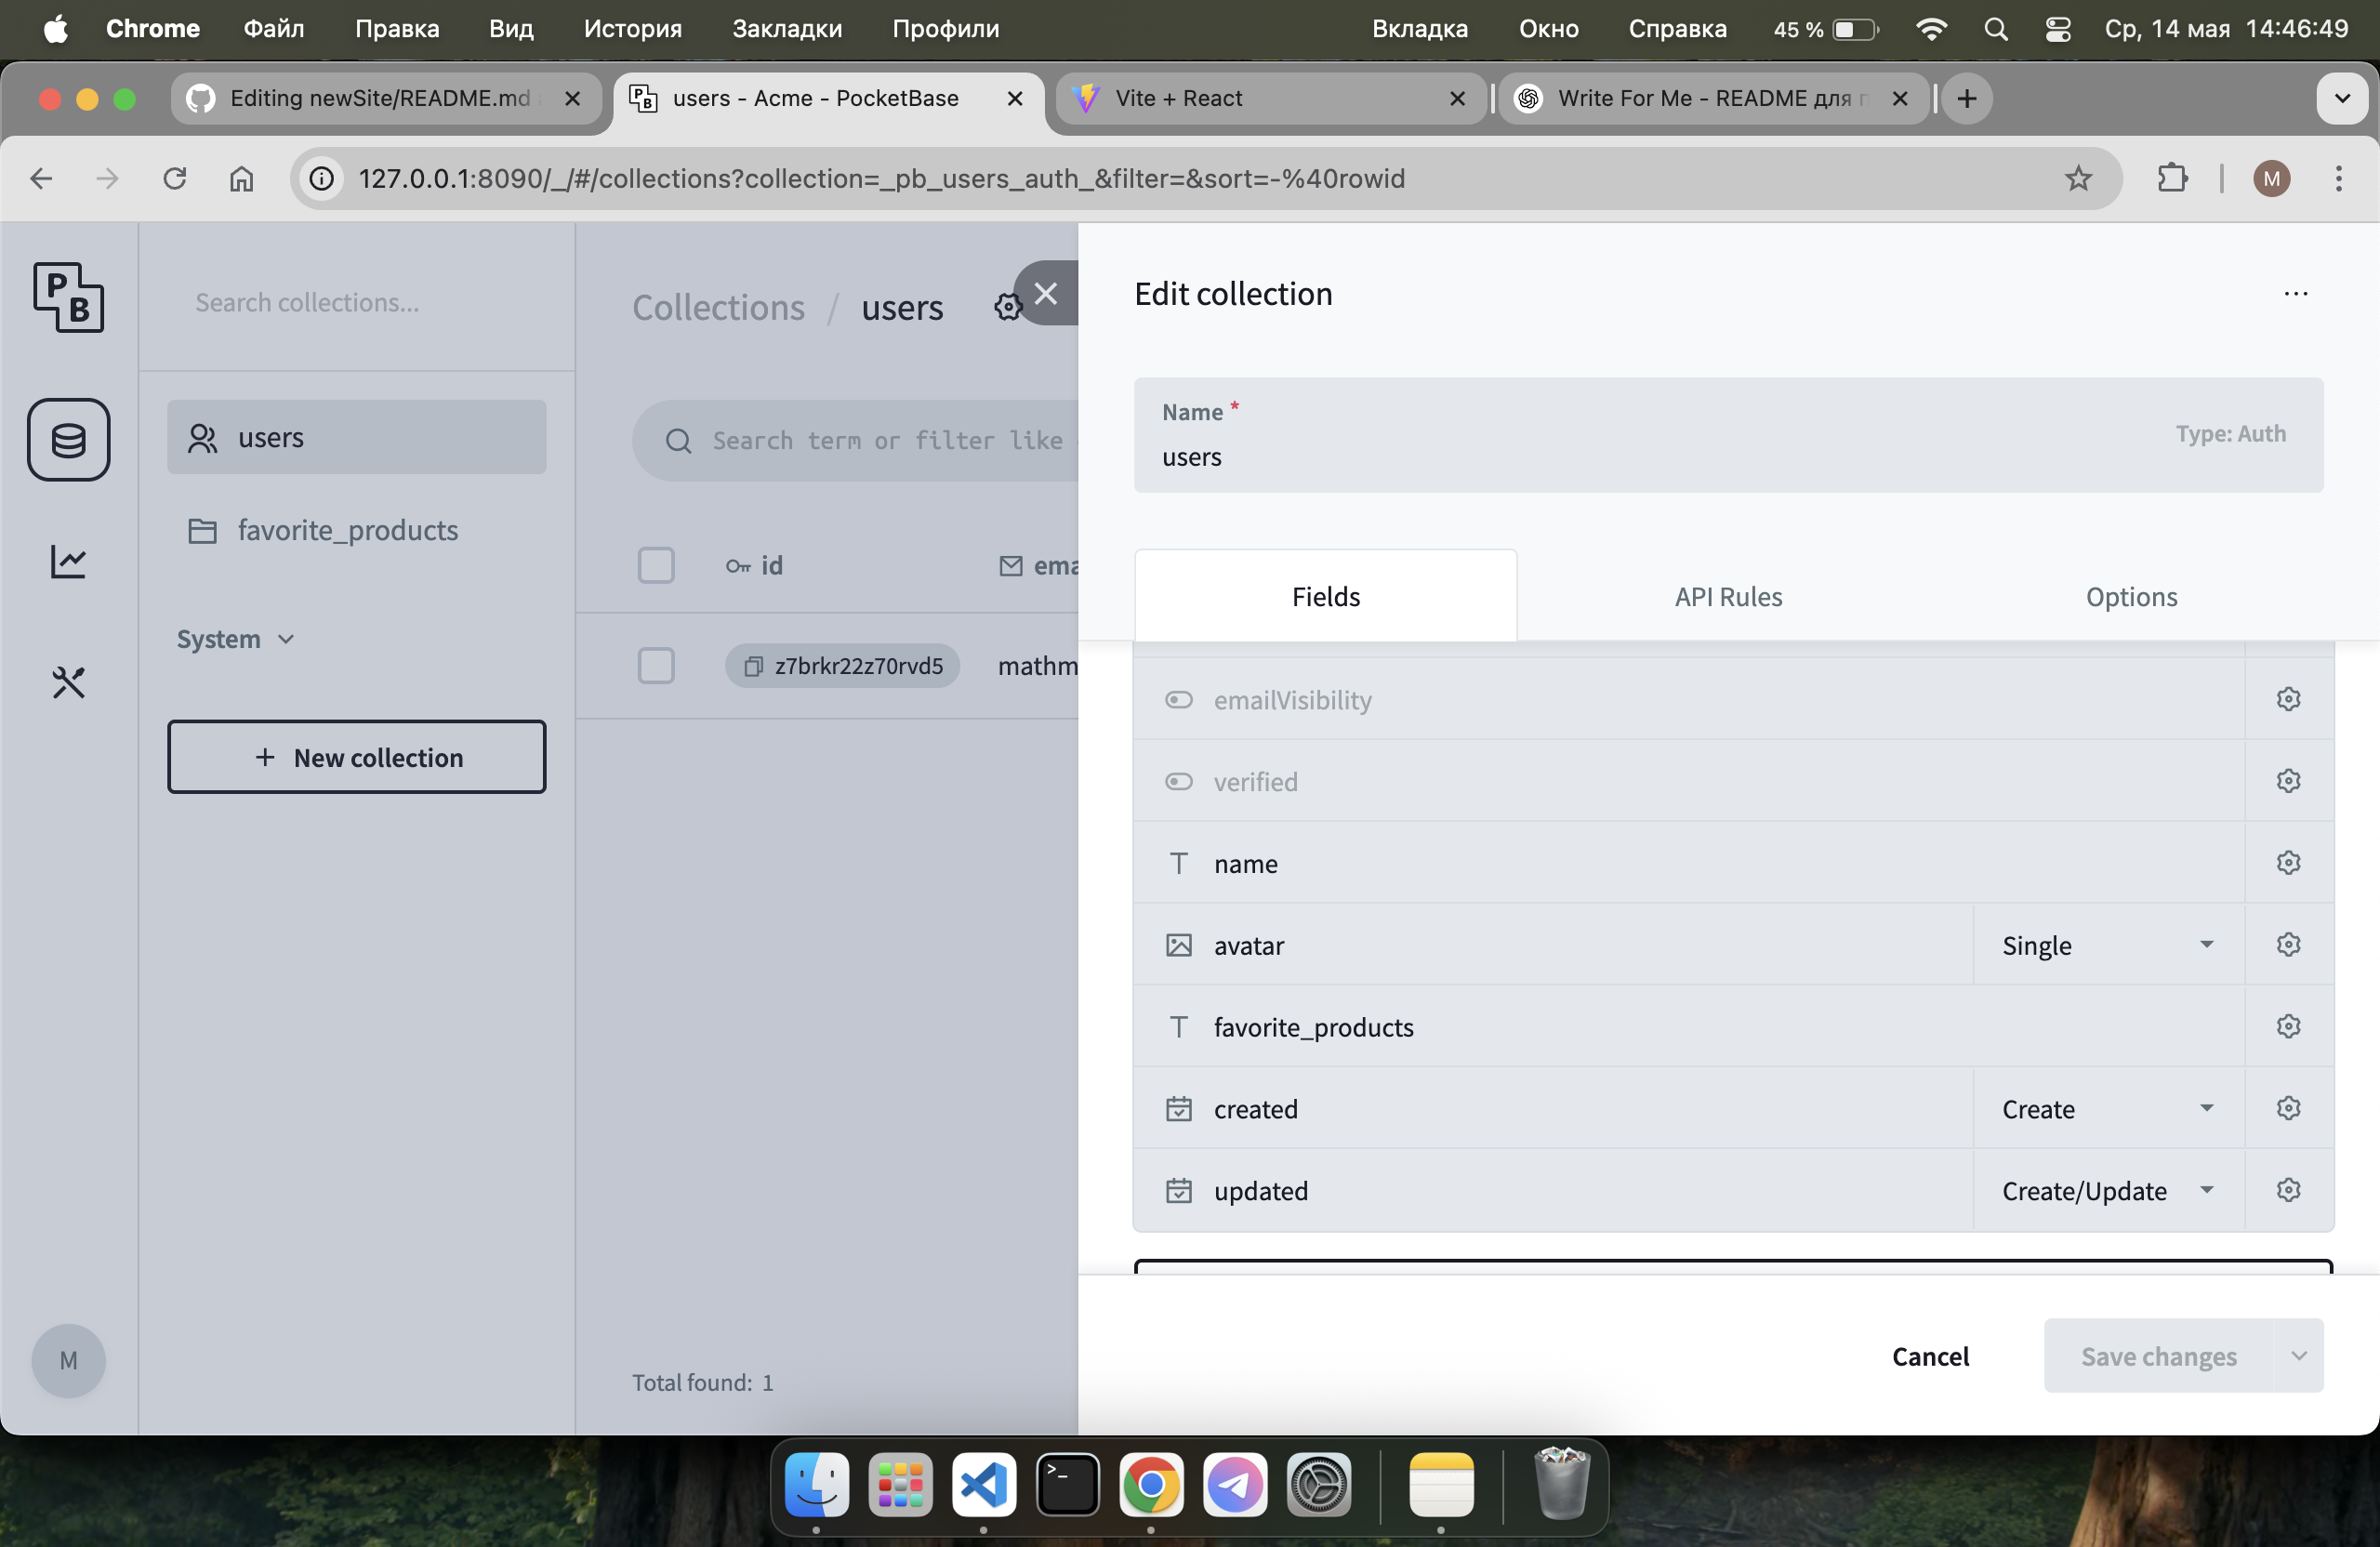 Chrome Файл Правка Вид История Закладки Профили Вкладка Окно Справка 45 % Ср, 14 мая 14:46:49
Editing newSite/README.md users - Acme - PocketBase Vite + React Write For Me - README для
127.0.0.1:8090/_/#/collections?collection=_pb_users_auth_&filter=&sort=-%40rowid M
P
B
Search collections...
users
favorite_products
System
+ New collection
M
Collections / users
Search term or filter like
id
z7brkr22z70rvd5 mathm
Total found: 1
Edit collection
Name *
users
Type: Auth
Fields API Rules Options
emailVisibility
verified
name
avatar Single
favorite_products
created Create
updated Create/Update
Cancel Save changes